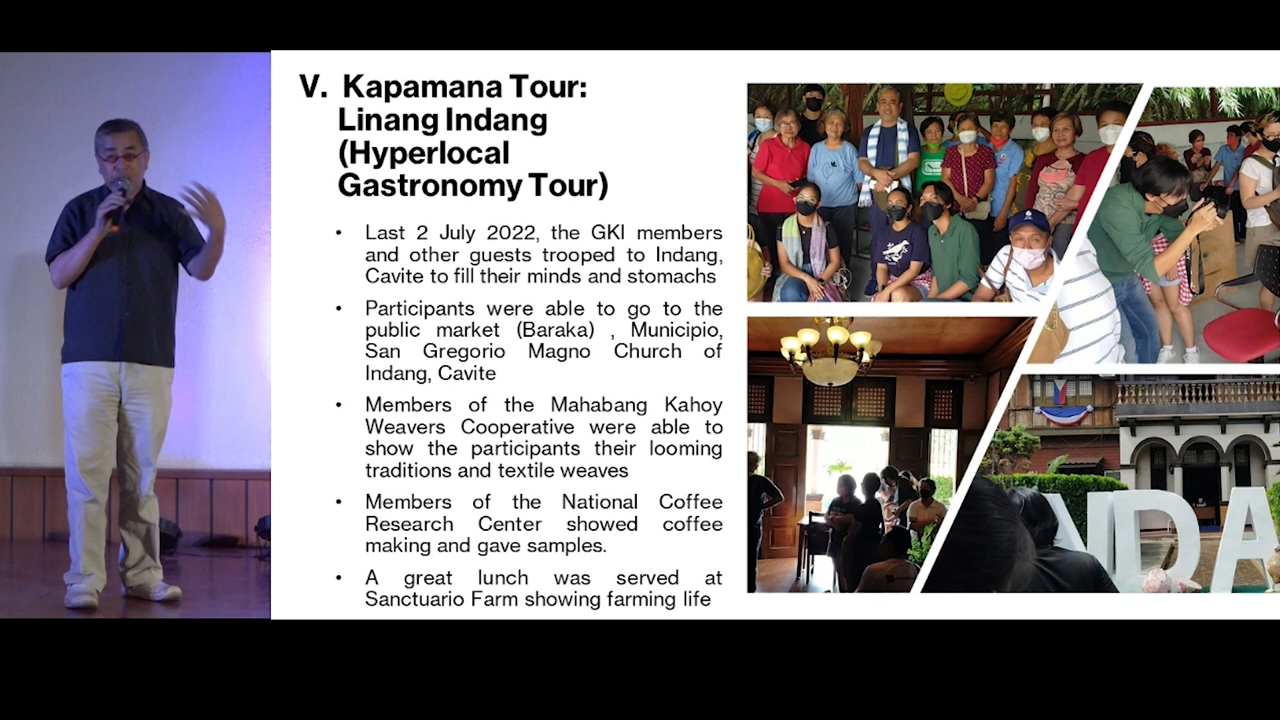 V. Kapamana Tour:
Linang Indang
(Hyperlocal
Gastronomy Tour)
• Last 2 July 2022, the GKI members
and other guests trooped to Indang,
Cavite to fill their minds and stomachs
• Participants were able to go to the
public market (Baraka) , Municipio,
San Gregorio Magno Church of
Indang, Cavite
• Members of the Mahabang Kahoy
Weavers Cooperative were able to
show the participants their looming
traditions and textile weaves
• Members of the National Coffee
Research Center showed coffee
making and gave samples.
• A great lunch was served at
Sanctuario Farm showing farming life
NDA